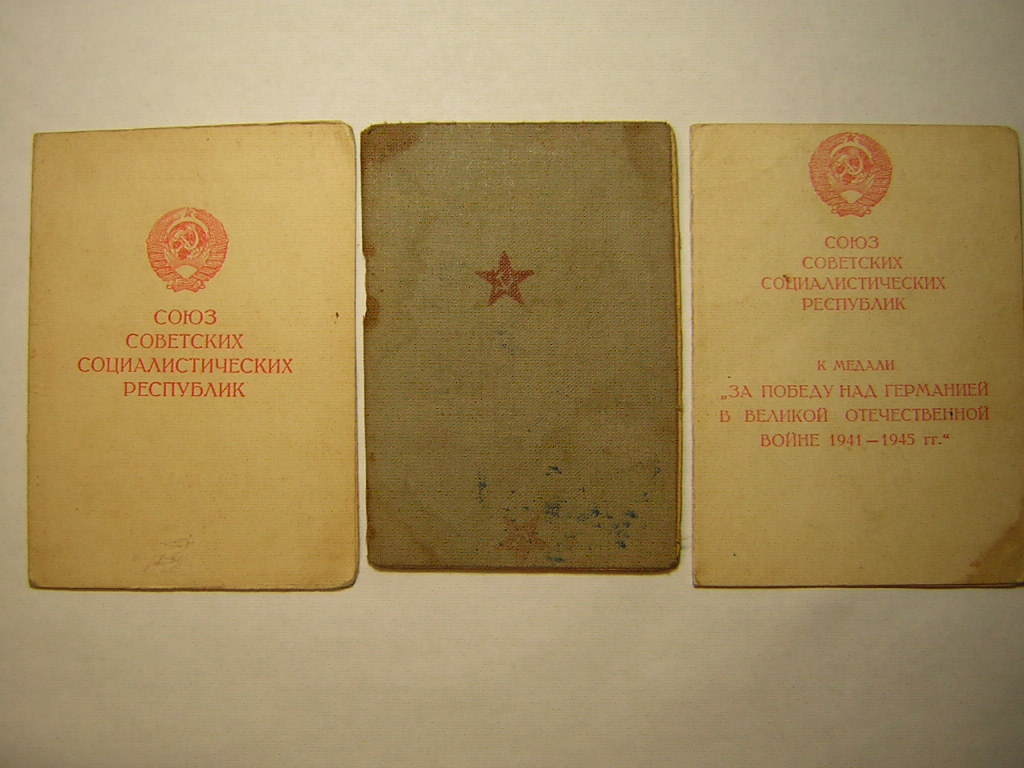 СОЮЗ
СОВЕТСКИХ
СОЦИАЛИСТИЧЕСКИХ
РЕСПУБЛИК
СОЮЗ
СОВЕТСКИХ
СОЦИАЛИСТИЧЕСКИХ
РЕСПУБЛИК
К МЕДАЛИ
„ЗА ПОБЕДУ НАД ГЕРМАНИЕЙ
В ВЕЛИКОЙ ОТЕЧЕСТВЕННОЙ
ВОЙНЕ 1941—1945 гг.“